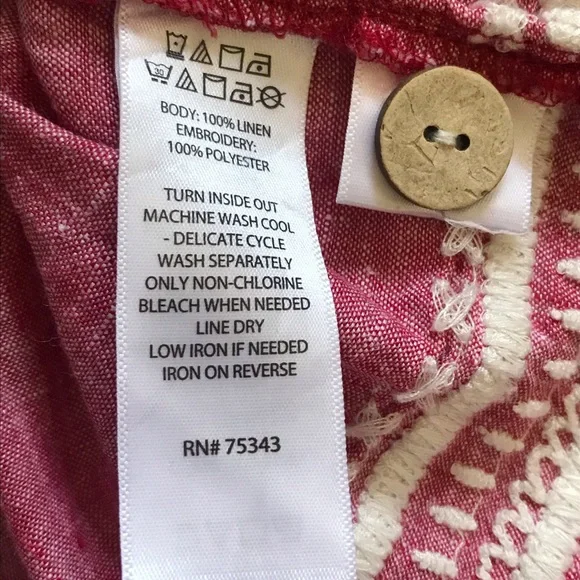 30
BODY: 100% LINEN
EMBROIDERY:
100% POLYESTER
TURN INSIDE OUT
MACHINE WASH COOL
- DELICATE CYCLE
WASH SEPARATELY
ONLY NON-CHLORINE
BLEACH WHEN NEEDED
LINE DRY
LOW IRON IF NEEDED
IRON ON REVERSE
RN# 75343